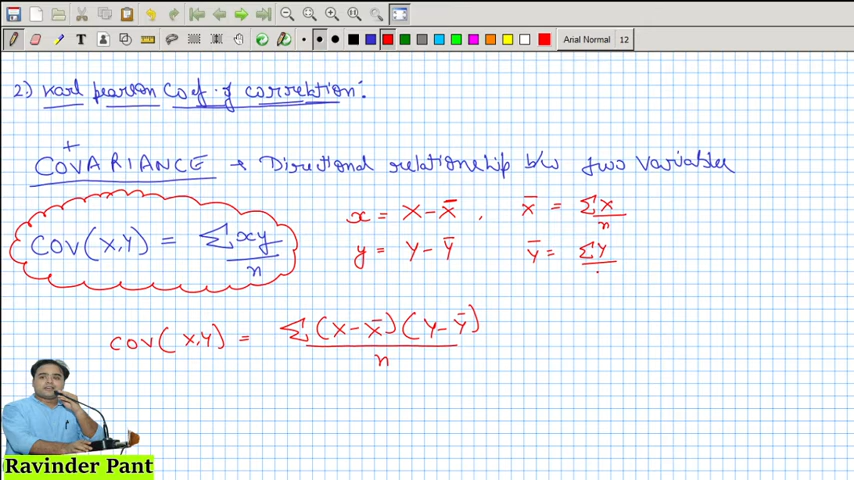 Arial Normal 12
2) Karl pearson Coef. of correlation:
+
COVARIANCE → Directional relationship b/w two variables
COV(X,Y) = Σxy/n
x = X-X̄ , X̄ = ΣX/n
y = Y-Ȳ Ȳ = ΣY/
COV(X,Y) = Σ(X-X̄)(Y-Ȳ)/n
Ravinder Pant